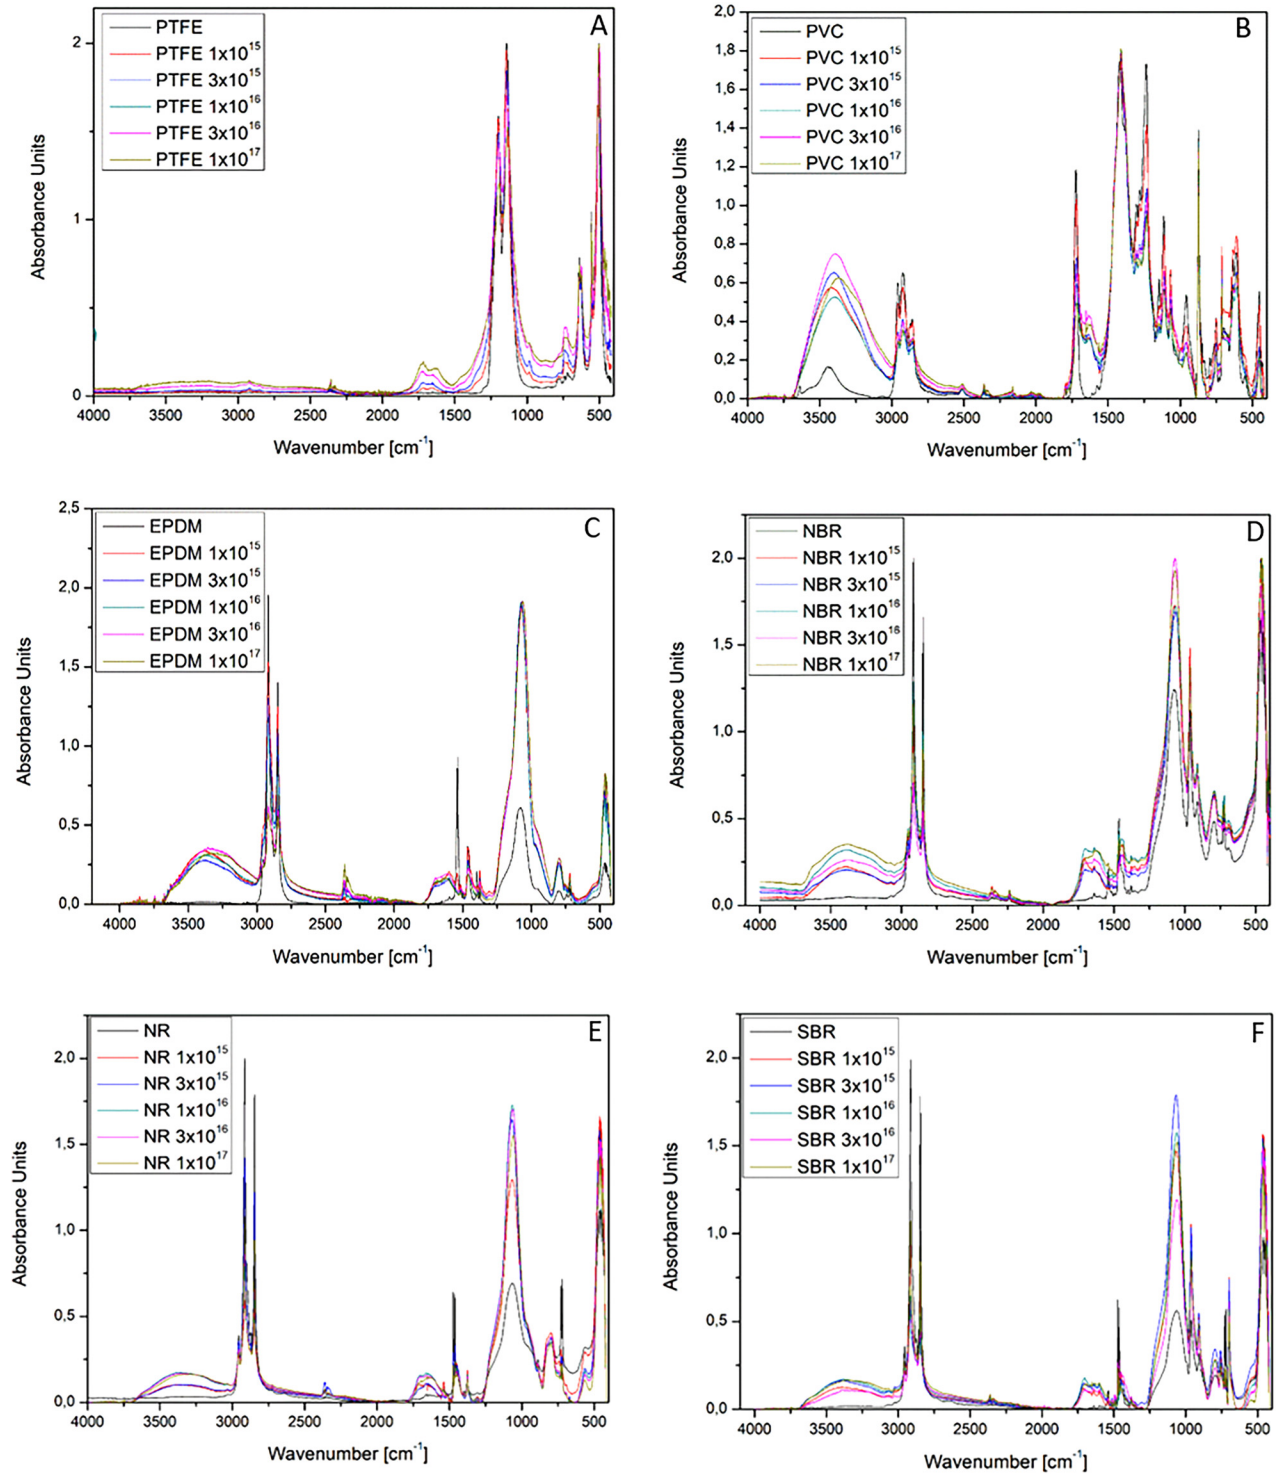 A
PTFE
PTFE 1x10^15
PTFE 3x10^15
PTFE 1x10^16
PTFE 3x10^16
PTFE 1x10^17
2
1
0
Absorbance Units
4000 3500 3000 2500 2000 1500 1000 500
Wavenumber [cm^-1]
B
PVC
PVC 1x10^15
PVC 3x10^15
PVC 1x10^16
PVC 3x10^16
PVC 1x10^17
2,0
1,8
1,6
1,4
1,2
1,0
0,8
0,6
0,4
0,2
0,0
Absorbance Units
4000 3500 3000 2500 2000 1500 1000 500
Wavenumber [cm^-1]
C
EPDM
EPDM 1x10^15
EPDM 3x10^15
EPDM 1x10^16
EPDM 3x10^16
EPDM 1x10^17
2,5
2,0
1,5
1,0
0,5
0,0
Absorbance Units
4000 3500 3000 2500 2000 1500 1000 500
Wavenumber [cm^-1]
D
NBR
NBR 1x10^15
NBR 3x10^15
NBR 1x10^16
NBR 3x10^16
NBR 1x10^17
2,0
1,5
1,0
0,5
0,0
Absorbance Units
4000 3500 3000 2500 2000 1500 1000 500
Wavenumber [cm^-1]
E
NR
NR 1x10^15
NR 3x10^15
NR 1x10^16
NR 3x10^16
NR 1x10^17
2,0
1,5
1,0
0,5
0,0
Absorbance Units
4000 3500 3000 2500 2000 1500 1000 500
Wavenumber [cm^-1]
F
SBR
SBR 1x10^15
SBR 3x10^15
SBR 1x10^16
SBR 3x10^16
SBR 1x10^17
2,0
1,5
1,0
0,5
0,0
Absorbance Units
4000 3500 3000 2500 2000 1500 1000 500
Wavenumber [cm^-1]